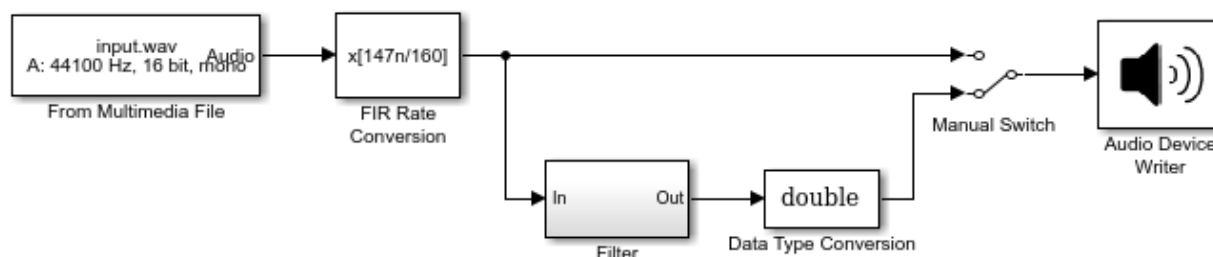 input.wav
Audio
A: 44100 Hz, 16 bit, mono
From Multimedia File
x[147n/160]
FIR Rate
Conversion
In
Out
Filter
double
Data Type Conversion
Manual Switch
Audio Device
Writer